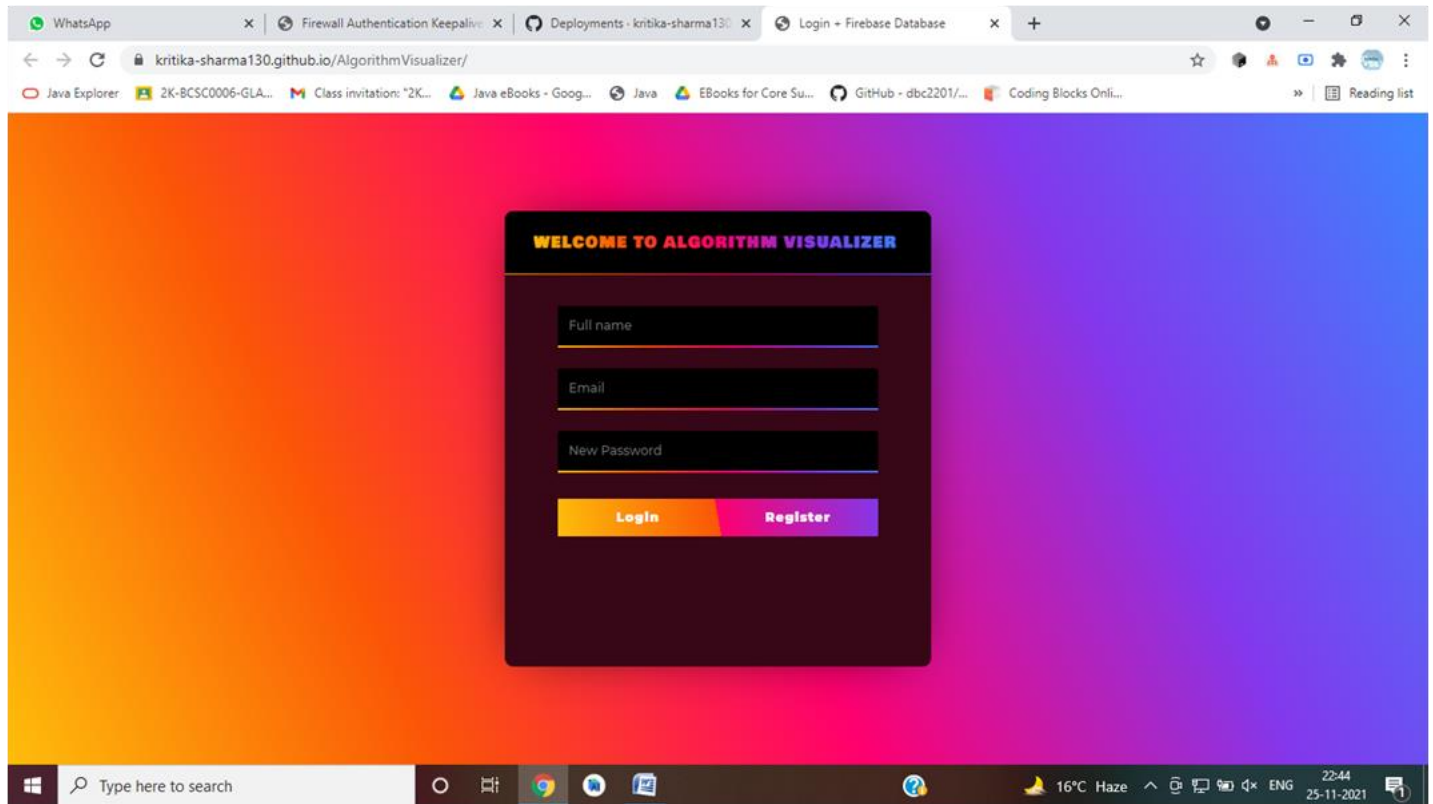 WhatsApp
Firewall Authentication Keepalive
Deployments · kritika-sharma130
Login + Firebase Database
kritika-sharma130.github.io/AlgorithmVisualizer/
Java Explorer 2K-BCSC0006-GLA... Class invitation: "2K... Java eBooks - Goog... Java EBooks for Core Su... GitHub - dbc2201/... Coding Blocks Onli... » Reading list
WELCOME TO ALGORITHM VISUALIZER
Full name
Email
New Password
Login Register
Type here to search
16°C Haze ENG 22:44
25-11-2021
1